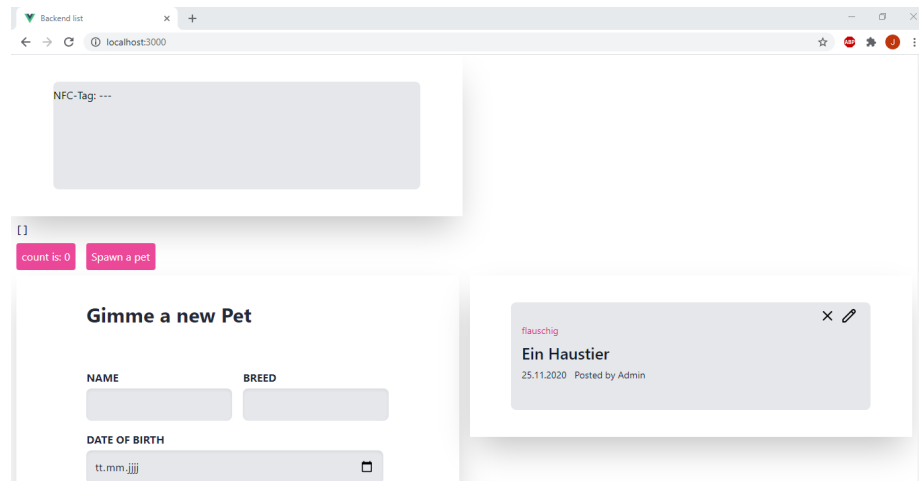 Backend list
localhost:3000
ABP
J
NFC-Tag: ---
[]
count is: 0 Spawn a pet
Gimme a new Pet
NAME BREED
DATE OF BIRTH
tt.mm.jjjj
flauschig
Ein Haustier
25.11.2020 Posted by Admin